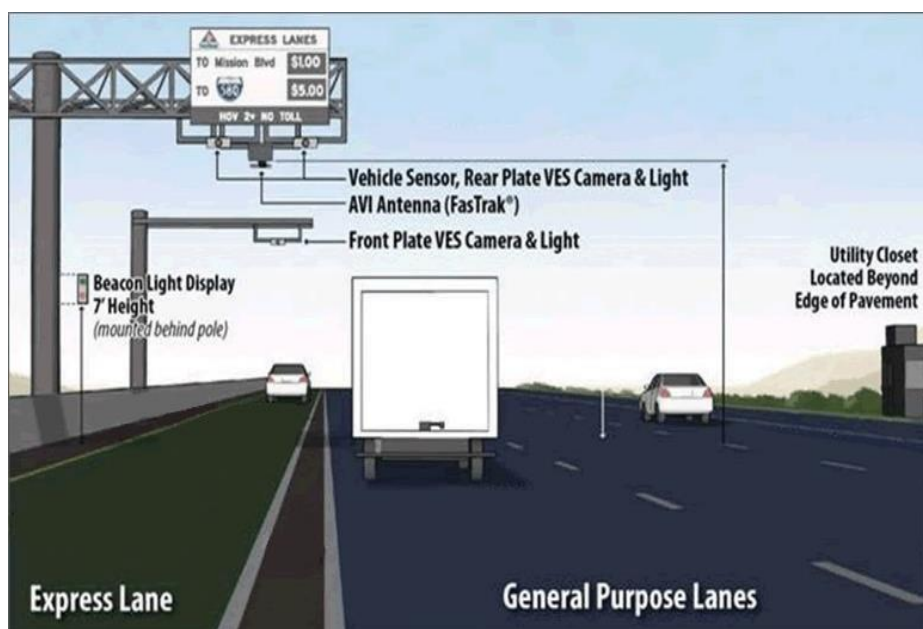 EXPRESS LANES
TO Mission Blvd $1.00
TO 580 $5.00
HOV 2+ NO TOLL
Vehicle Sensor, Rear Plate VES Camera & Light
AVI Antenna (FasTrak®)
Front Plate VES Camera & Light
Beacon Light Display
7' Height
(mounted behind pole)
Utility Closet
Located Beyond
Edge of Pavement
Express Lane
General Purpose Lanes